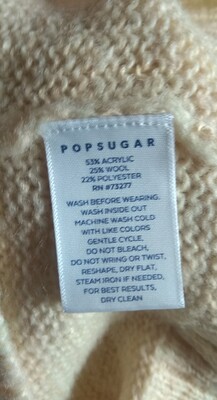 POPSUGAR
53% ACRYLIC
25% WOOL
22% POLYESTER
RN #73277
WASH BEFORE WEARING.
WASH INSIDE OUT
MACHINE WASH COLD
WITH LIKE COLORS
GENTLE CYCLE,
DO NOT BLEACH,
DO NOT WRING OR TWIST,
RESHAPE, DRY FLAT,
STEAM IRON IF NEEDED,
FOR BEST RESULTS,
DRY CLEAN